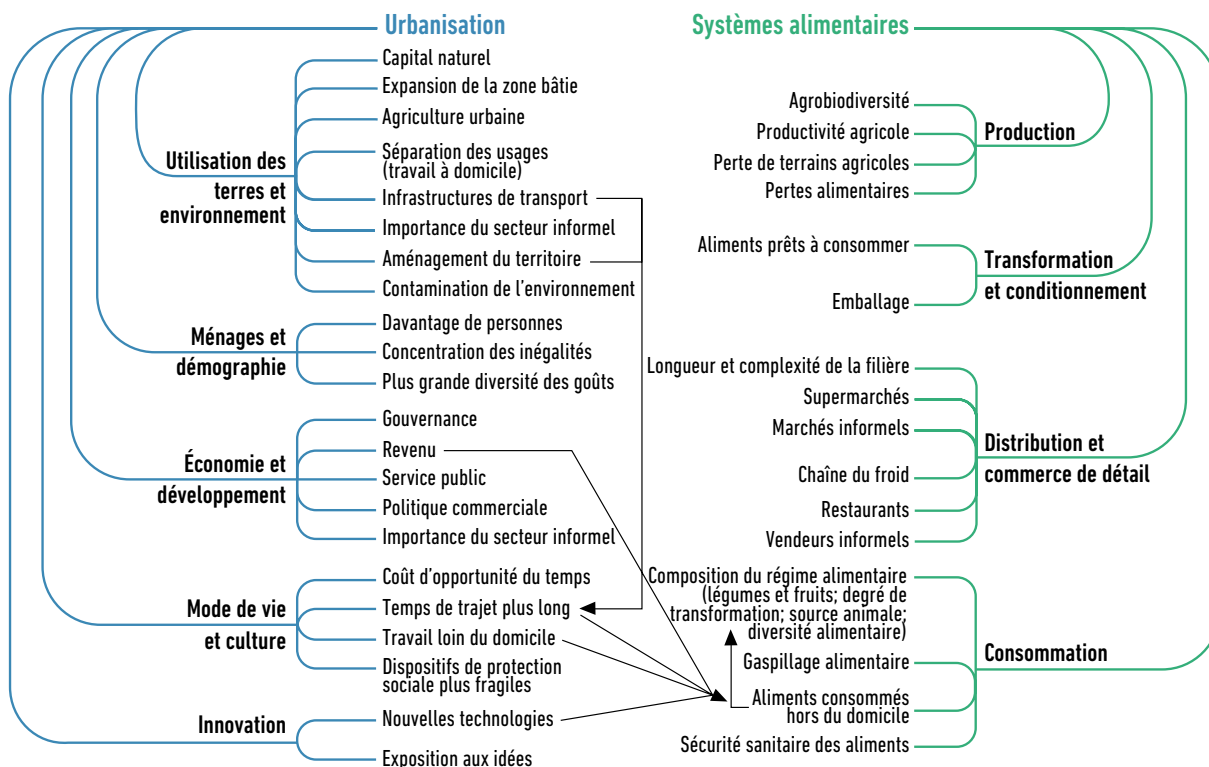 Urbanisation
Capital naturel
Expansion de la zone bâtie
Agriculture urbaine
Séparation des usages
(travail à domicile)
Infrastructures de transport
Importance du secteur informel
Aménagement du territoire
Contamination de l’environnement
Utilisation des
terres et
environnement
Davantage de personnes
Concentration des inégalités
Plus grande diversité des goûts
Ménages et
démographie
Gouvernance
Revenu
Service public
Politique commerciale
Importance du secteur informel
Économie et
développement
Coût d’opportunité du temps
Temps de trajet plus long
Travail loin du domicile
Dispositifs de protection
sociale plus fragiles
Mode de vie
et culture
Nouvelles technologies
Exposition aux idées
Innovation
Systèmes alimentaires
Agrobiodiversité
Productivité agricole
Perte de terrains agricoles
Pertes alimentaires
Production
Aliments prêts à consommer
Emballage
Transformation
et conditionnement
Longueur et complexité de la filière
Supermarchés
Marchés informels
Chaîne du froid
Restaurants
Vendeurs informels
Distribution et
commerce de détail
Composition du régime alimentaire
(légumes et fruits; degré de
transformation; source animale;
diversité alimentaire)
Gaspillage alimentaire
Aliments consommés
hors du domicile
Sécurité sanitaire des aliments
Consommation